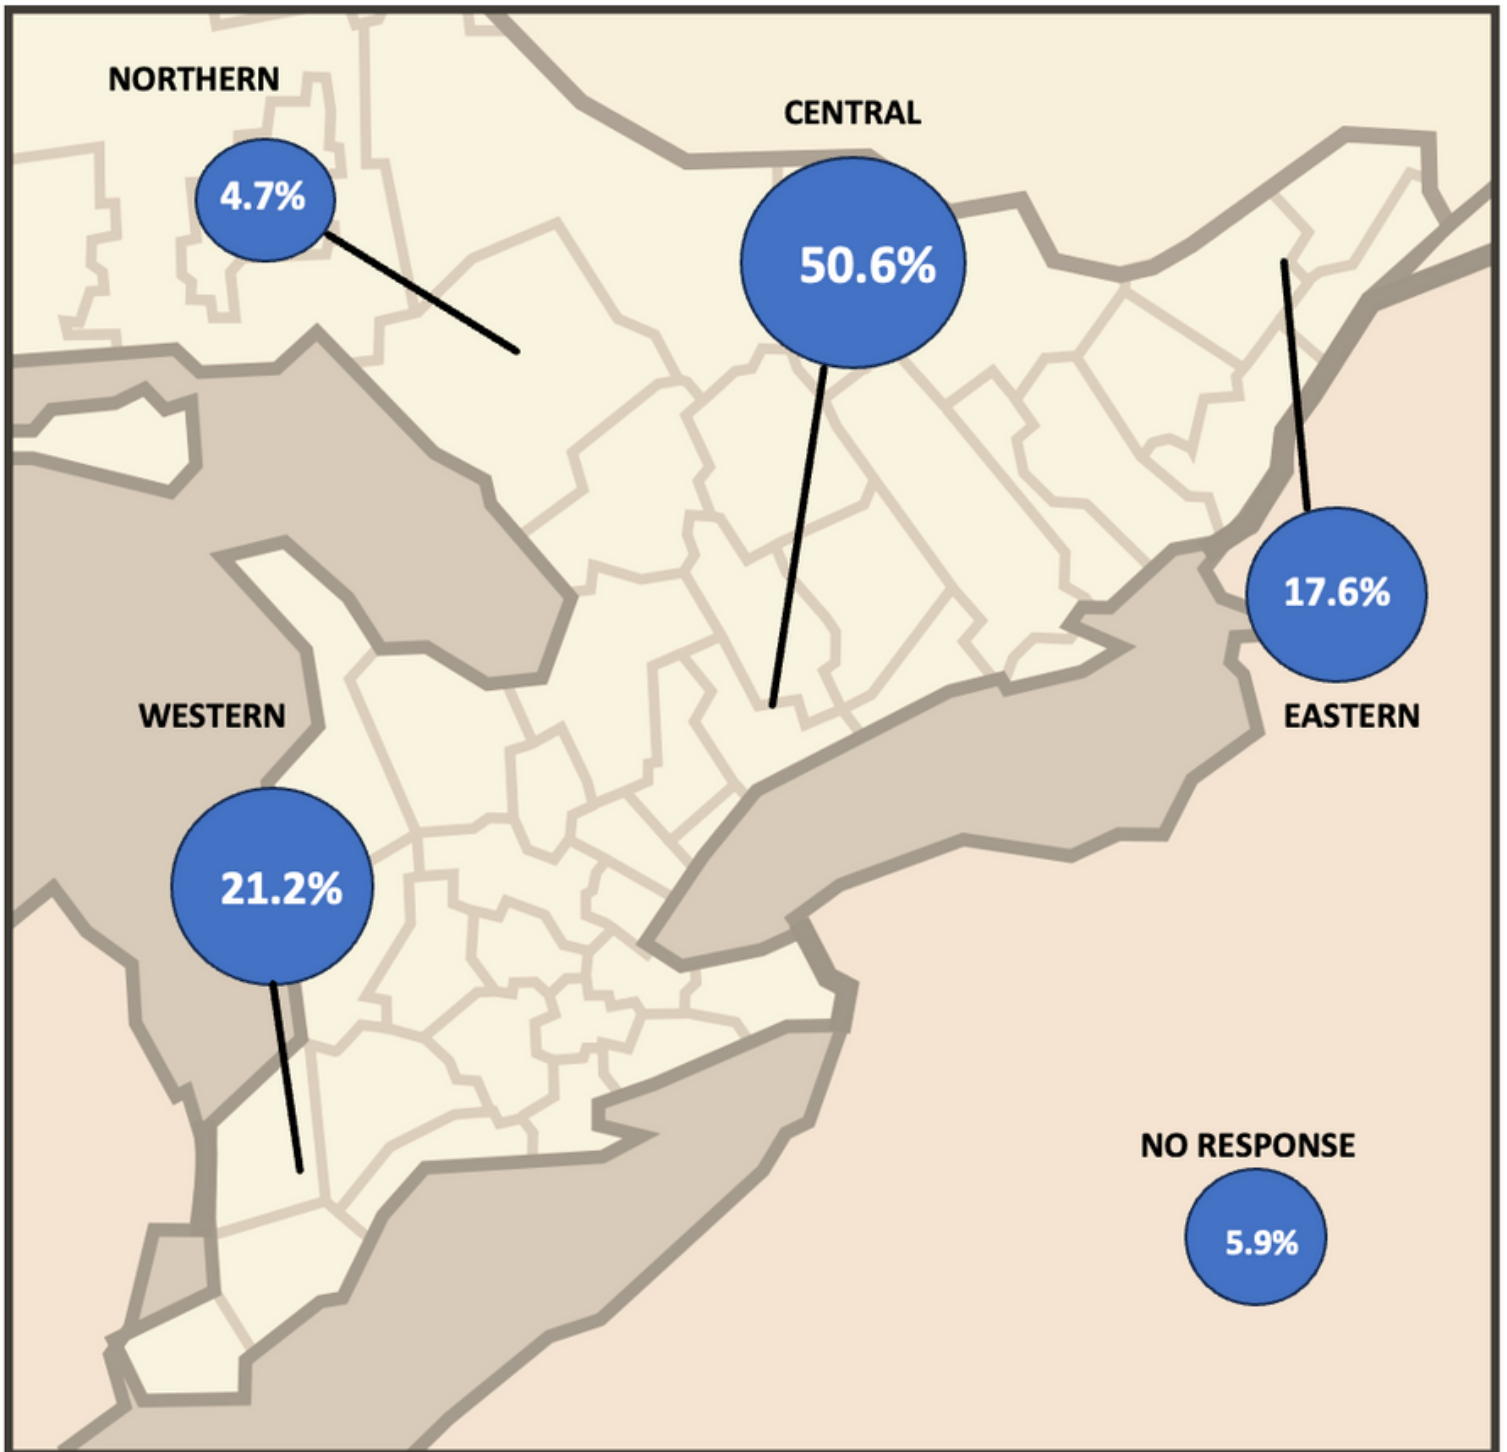 NORTHERN
4.7%
CENTRAL
50.6%
17.6%
EASTERN
WESTERN
21.2%
NO RESPONSE
5.9%